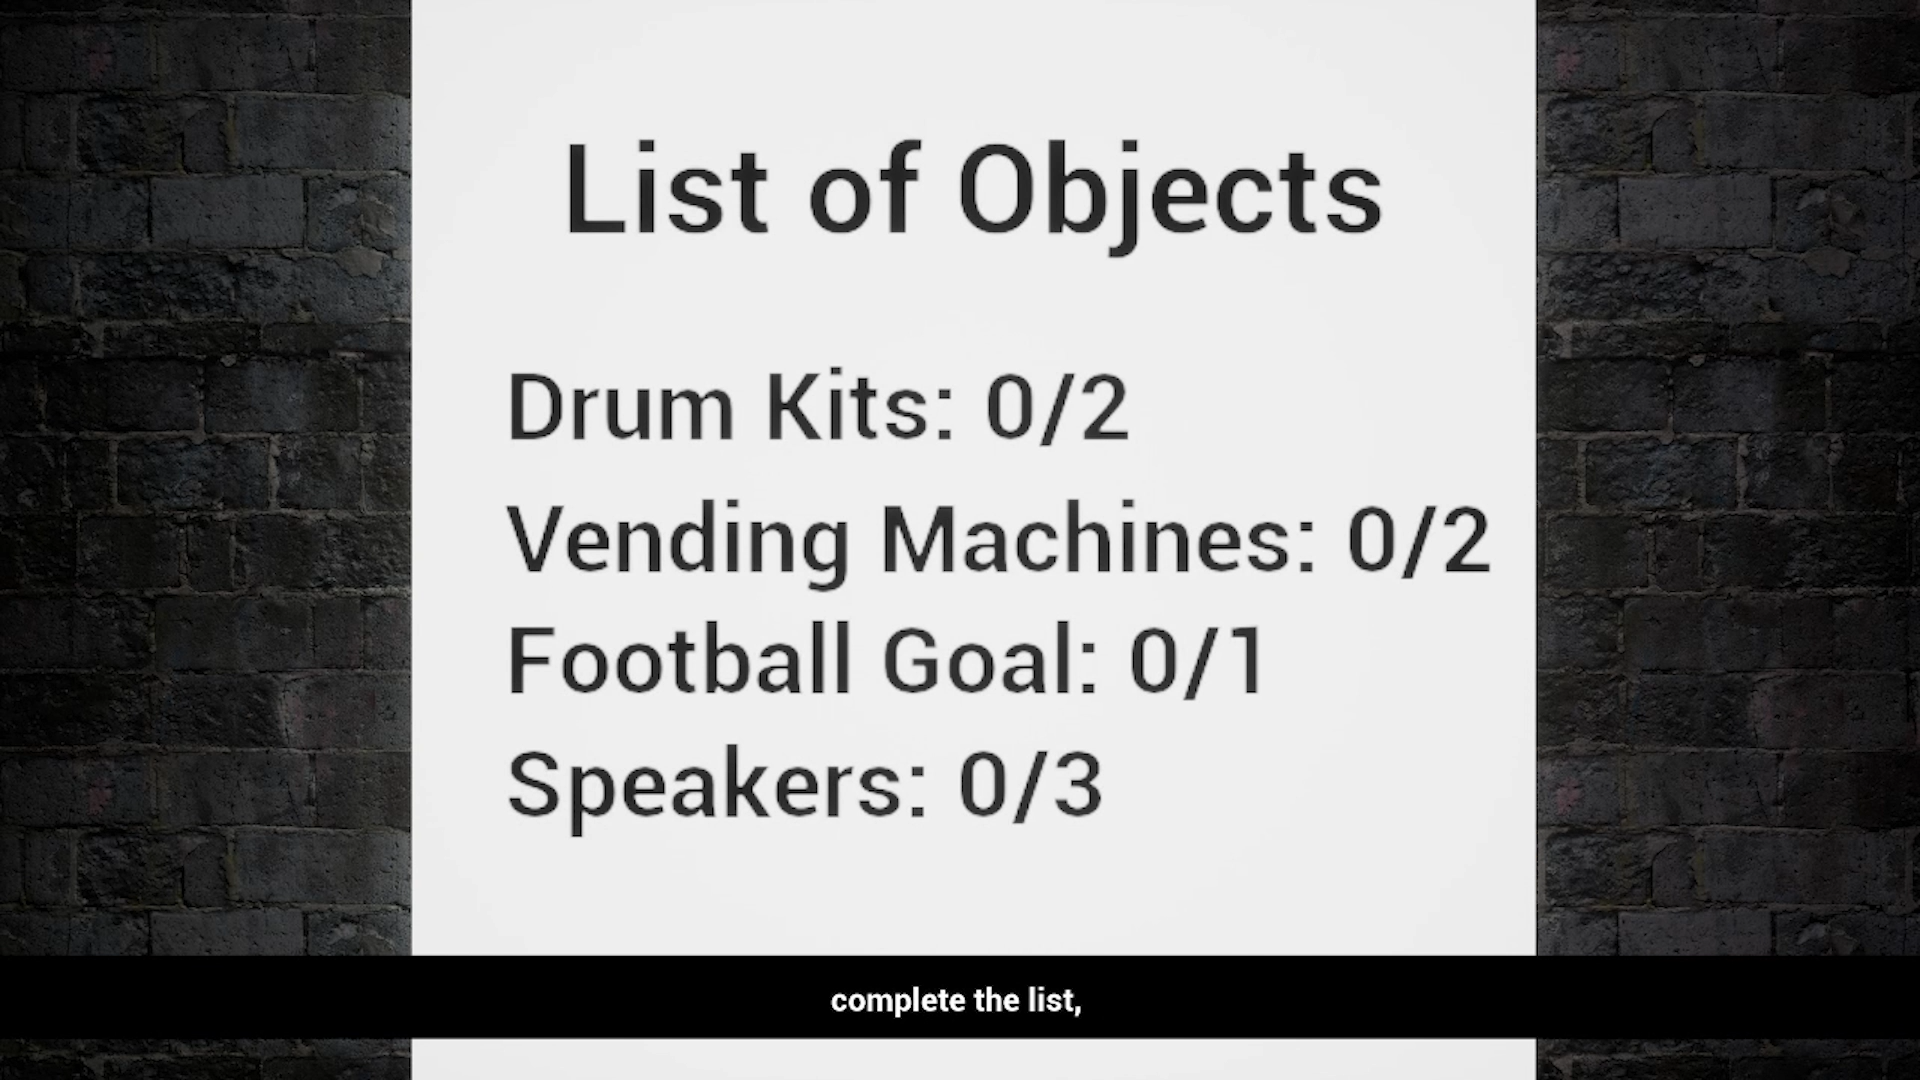 List of Objects
Drum Kits: 0/2
Vending Machines: 0/2
Football Goal: 0/1
Speakers: 0/3
complete the list,